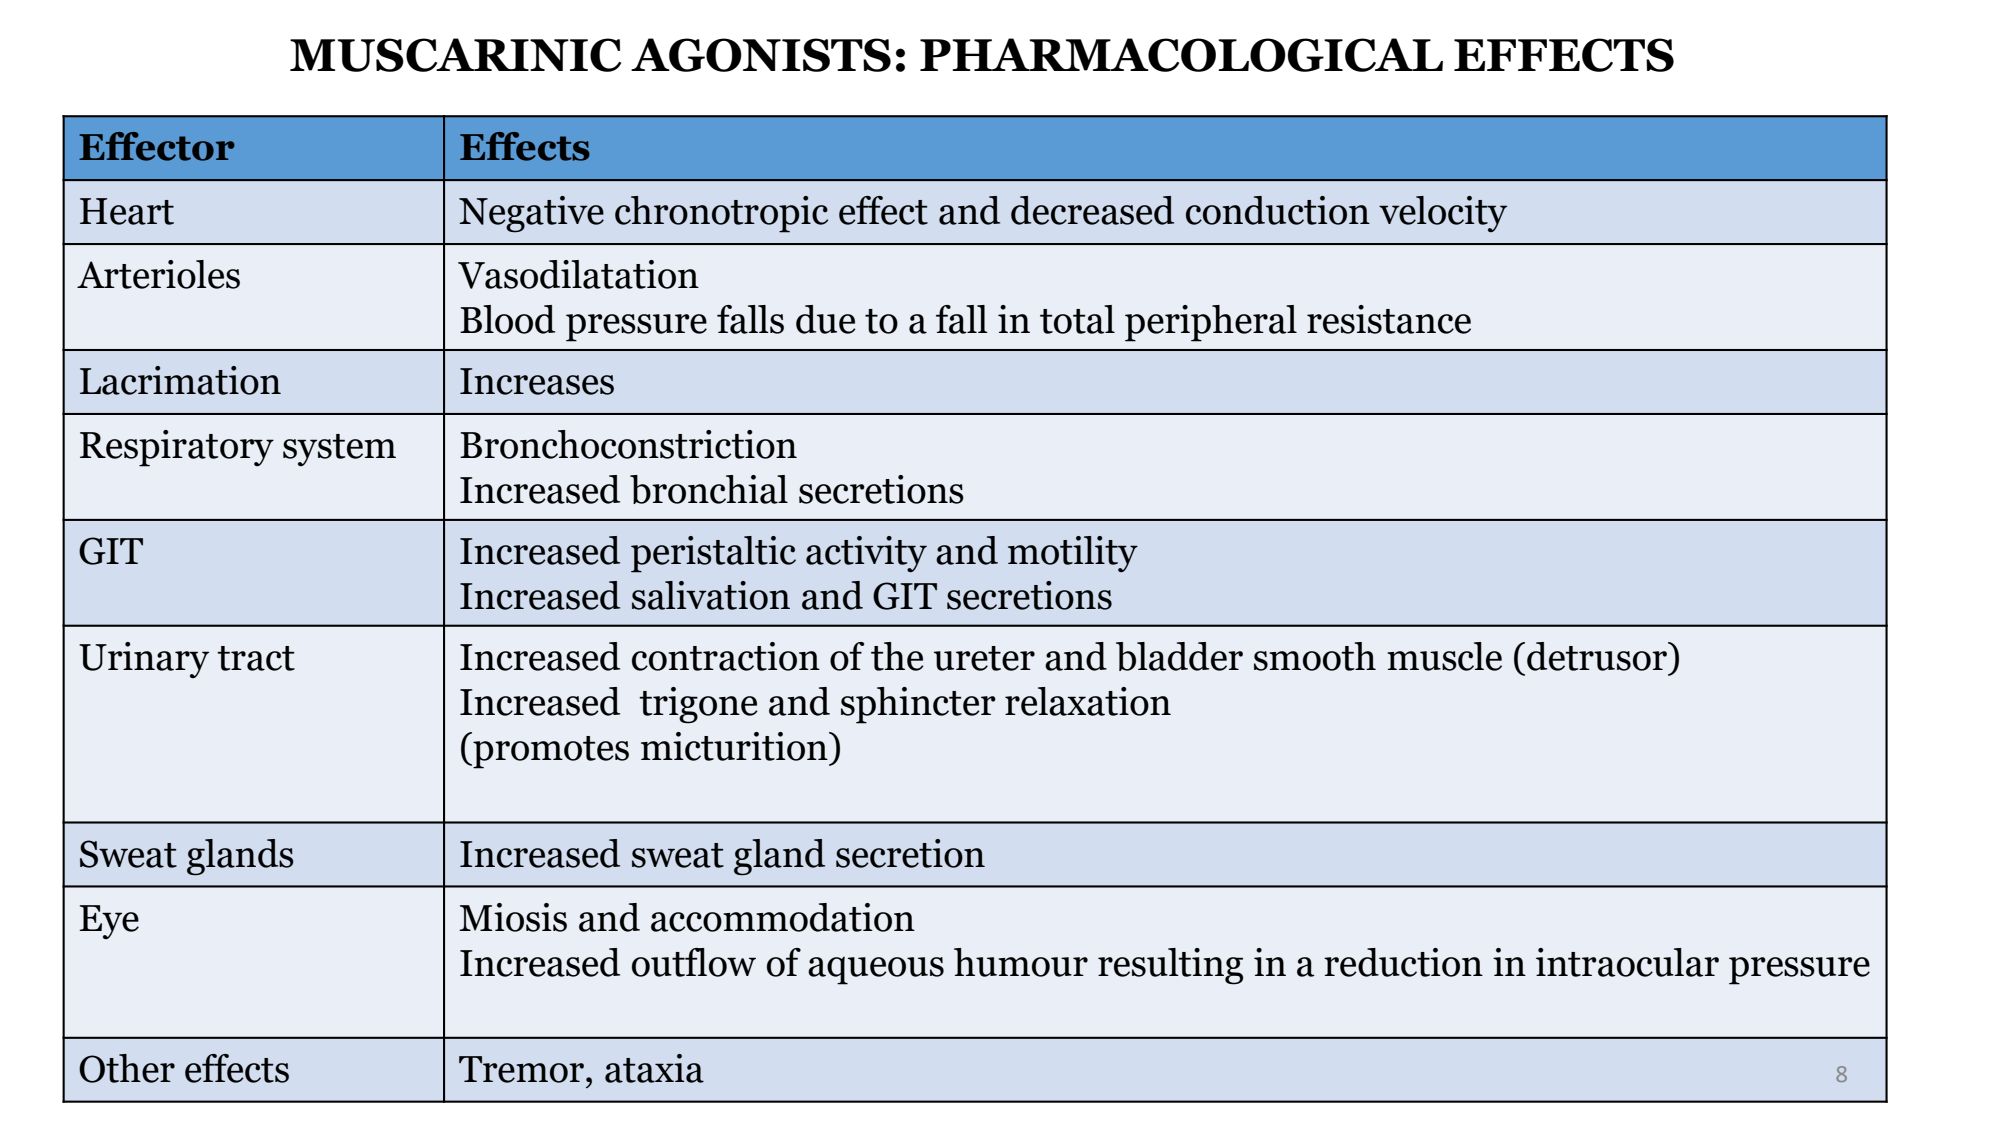 MUSCARINIC AGONISTS: PHARMACOLOGICAL EFFECTS
Effector
Effects
Heart
Negative chronotropic effect and decreased conduction velocity
Arterioles
Vasodilatation
Blood pressure falls due to a fall in total peripheral resistance
Lacrimation
Increases
Respiratory system
Bronchoconstriction
Increased bronchial secretions
GIT
Increased peristaltic activity and motility
Increased salivation and GIT secretions
Urinary tract
Increased contraction of the ureter and bladder smooth muscle (detrusor)
Increased  trigone and sphincter relaxation
(promotes micturition)
Sweat glands
Increased sweat gland secretion
Eye
Miosis and accommodation
Increased outflow of aqueous humour resulting in a reduction in intraocular pressure
Other effects
Tremor, ataxia
8